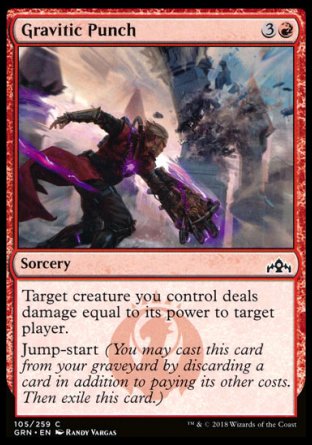 Gravitic Punch 3
Sorcery
Target creature you control deals
damage equal to its power to target
player.
Jump-start (You may cast this card
from your graveyard by discarding a
card in addition to paying its other costs.
Then exile this card.)
105/259 C
GRN • EN RANDY VARGAS
™ & © 2018 Wizards of the Coast